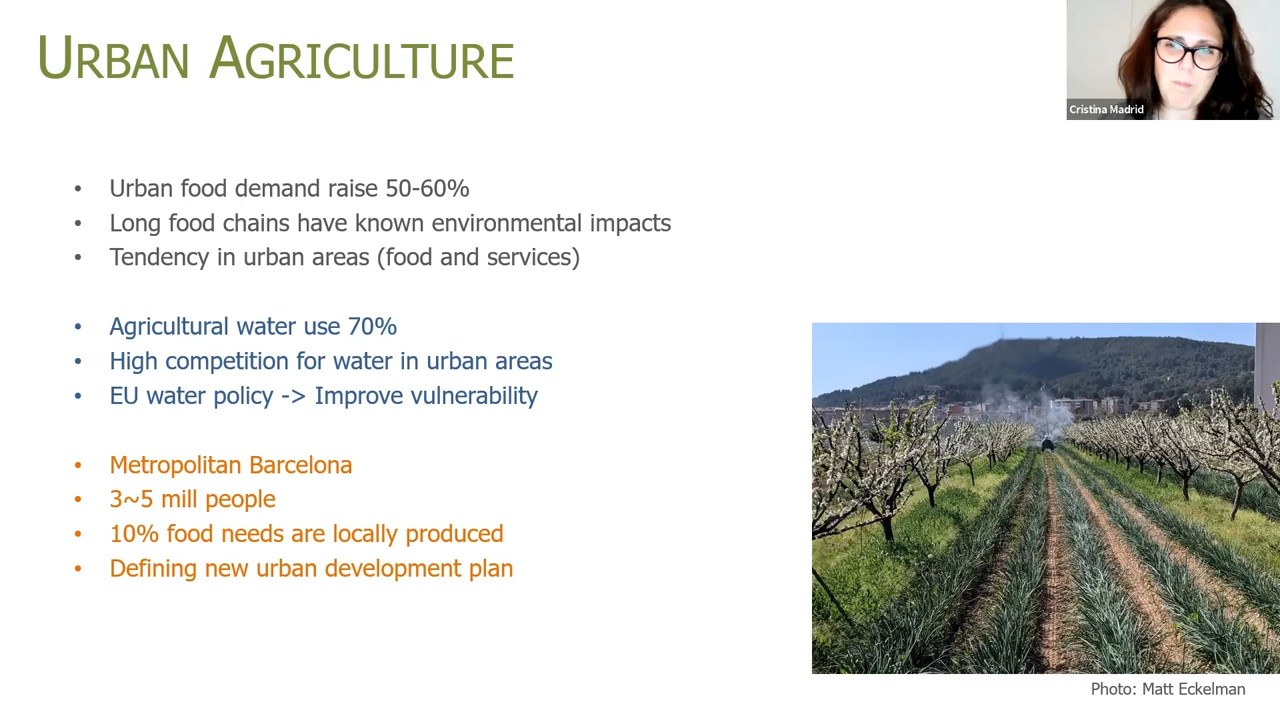 URBAN AGRICULTURE
Cristina Madrid
• Urban food demand raise 50-60%
• Long food chains have known environmental impacts
• Tendency in urban areas (food and services)
• Agricultural water use 70%
• High competition for water in urban areas
• EU water policy -> Improve vulnerability
• Metropolitan Barcelona
• 3~5 mill people
• 10% food needs are locally produced
• Defining new urban development plan
Photo: Matt Eckelman